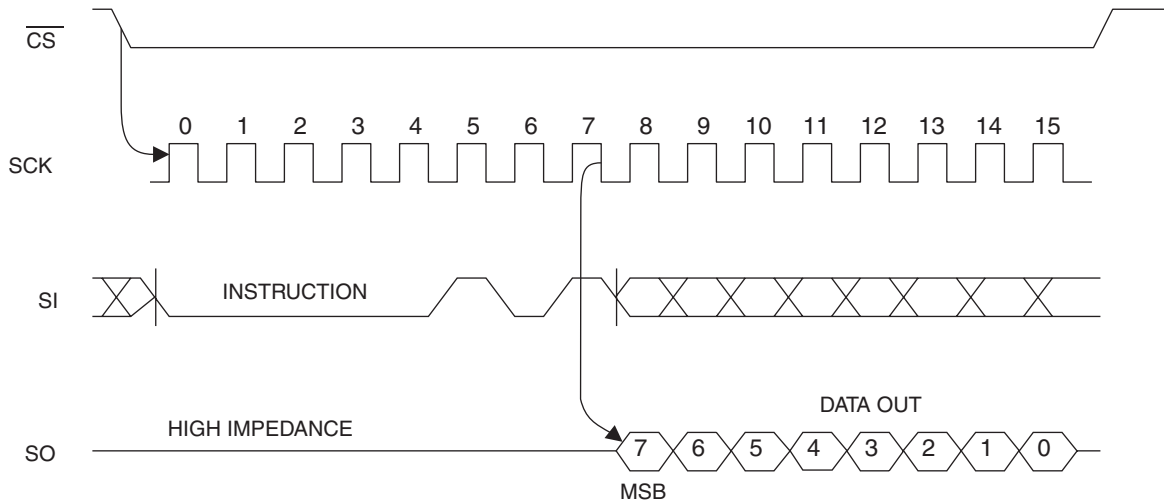 CS
0 1 2 3 4 5 6 7 8 9 10 11 12 13 14 15
SCK
SI
INSTRUCTION
DATA OUT
HIGH IMPEDANCE
SO
7 6 5 4 3 2 1 0
MSB